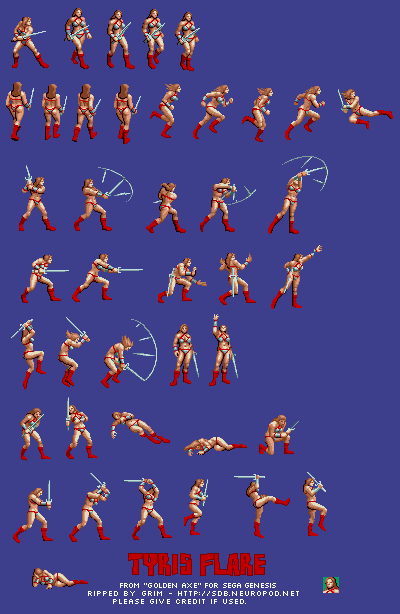 TYRIS FLARE
FROM "GOLDEN AXE" FOR SEGA GENESIS
RIPPED BY GRIM - HTTP://SDB.NEUROPOD.NET
PLEASE GIVE CREDIT IF USED.